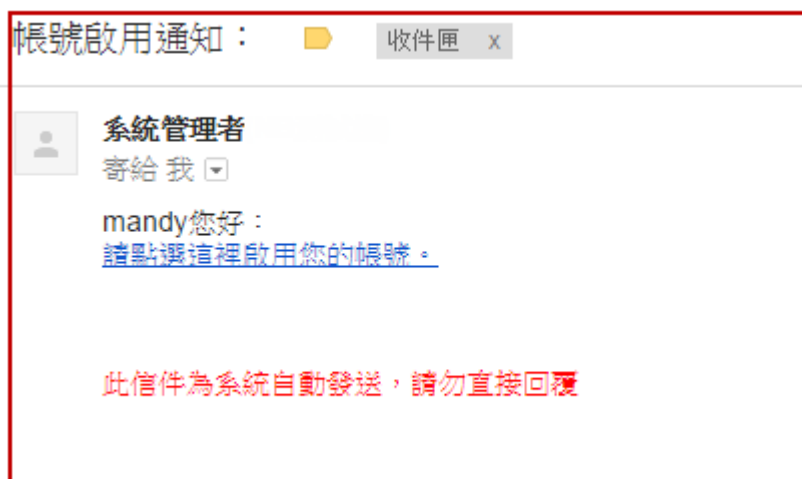 帳號啟用通知：
收件匣 x
系統管理者
寄給 我
mandy您好：
請點選這裡啟用您的帳號。
此信件為系統自動發送，請勿直接回覆